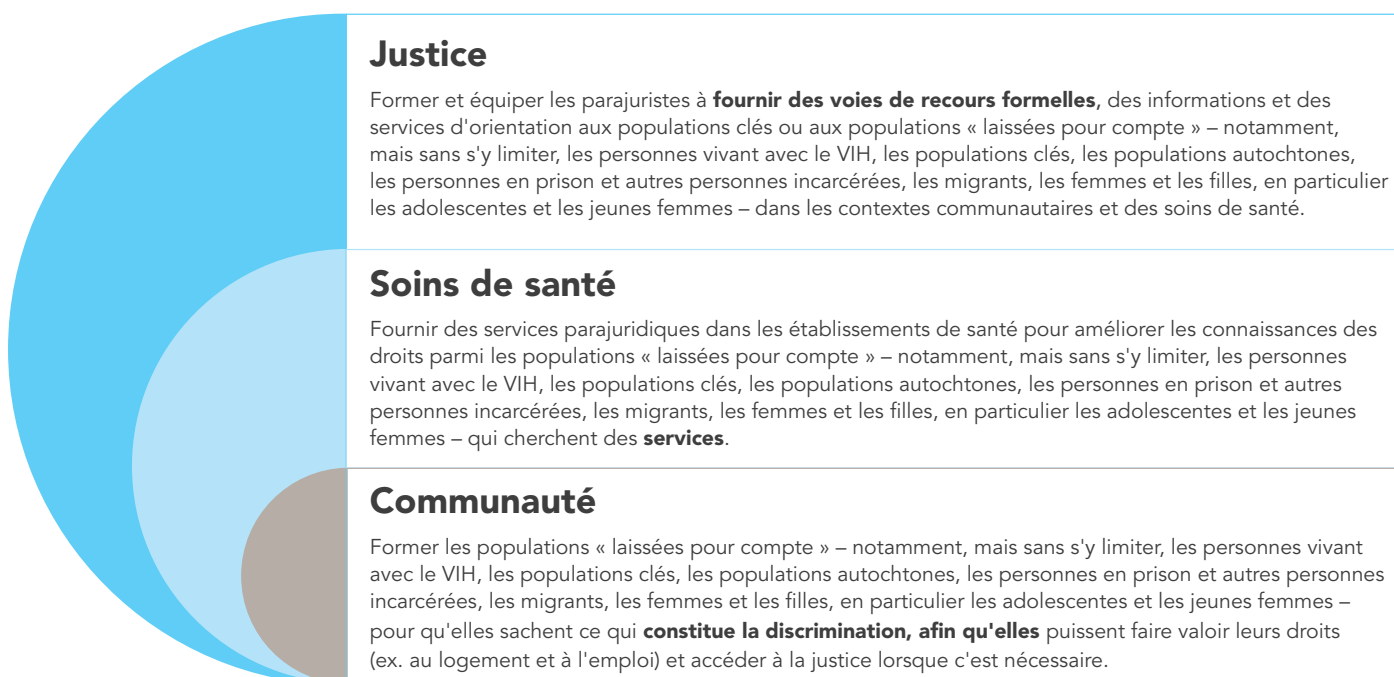 Justice
Former et équiper les parajuristes à fournir des voies de recours formelles, des informations et des
services d'orientation aux populations clés ou aux populations « laissées pour compte » – notamment,
mais sans s'y limiter, les personnes vivant avec le VIH, les populations clés, les populations autochtones,
les personnes en prison et autres personnes incarcérées, les migrants, les femmes et les filles, en particulier
les adolescentes et les jeunes femmes – dans les contextes communautaires et des soins de santé.
Soins de santé
Fournir des services parajuridiques dans les établissements de santé pour améliorer les connaissances des
droits parmi les populations « laissées pour compte » – notamment, mais sans s'y limiter, les personnes
vivant avec le VIH, les populations clés, les populations autochtones, les personnes en prison et autres
personnes incarcérées, les migrants, les femmes et les filles, en particulier les adolescentes et les jeunes
femmes – qui cherchent des services.
Communauté
Former les populations « laissées pour compte » – notamment, mais sans s'y limiter, les personnes vivant
avec le VIH, les populations clés, les populations autochtones, les personnes en prison et autres personnes
incarcérées, les migrants, les femmes et les filles, en particulier les adolescentes et les jeunes femmes –
pour qu'elles sachent ce qui constitue la discrimination, afin qu'elles puissent faire valoir leurs droits
(ex. au logement et à l'emploi) et accéder à la justice lorsque c'est nécessaire.